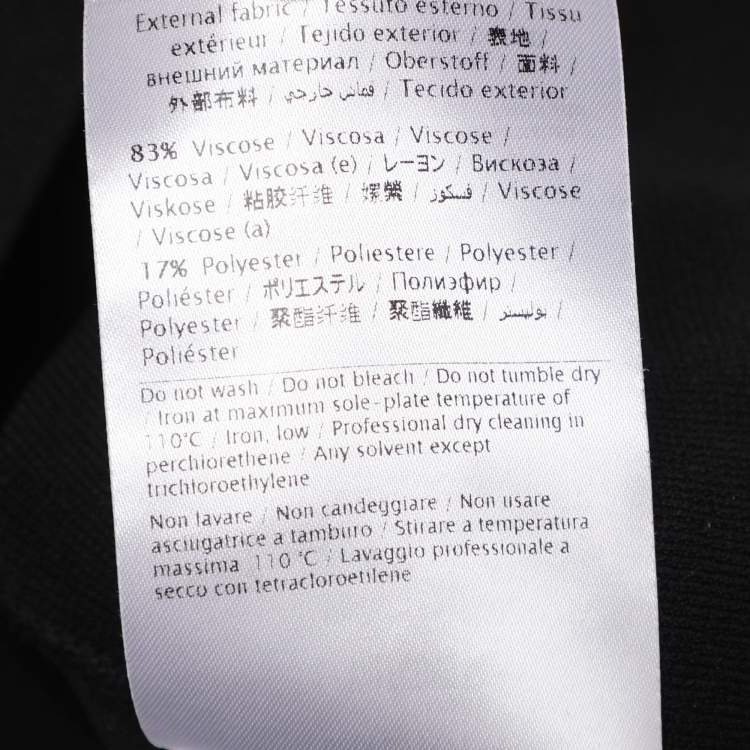 External fabric / Tessuto esterno / Tissu
extérieur / Tejido exterior / 表地 /
внешний материал / Oberstoff / 面料 /
外部布料 / قماش خارجي / Tecido exterior
83% Viscose / Viscosa / Viscose /
Viscosa / Viscosa (e) / レーヨン / Вискоза /
Viskose / 粘胶纤维 / 嫘縈 / فسكوز / Viscose
/ Viscose (a)
17% Polyester / Poliestere / Polyester /
Poliéster / ポリエステル / Полиэфир /
Polyester / 聚酯纤维 / 聚酯纖維 / بوليستر /
Poliéster
Do not wash / Do not bleach / Do not tumble dry
/ Iron at maximum sole-plate temperature of
110°C / Iron, low / Professional dry cleaning in
perchlorethene / Any solvent except
trichloroethylene
Non lavare / Non candeggiare / Non usare
asciugatrice a tamburo / Stirare a temperatura
massima 110 °C / Lavaggio professionale a
secco con tetracloroetilene